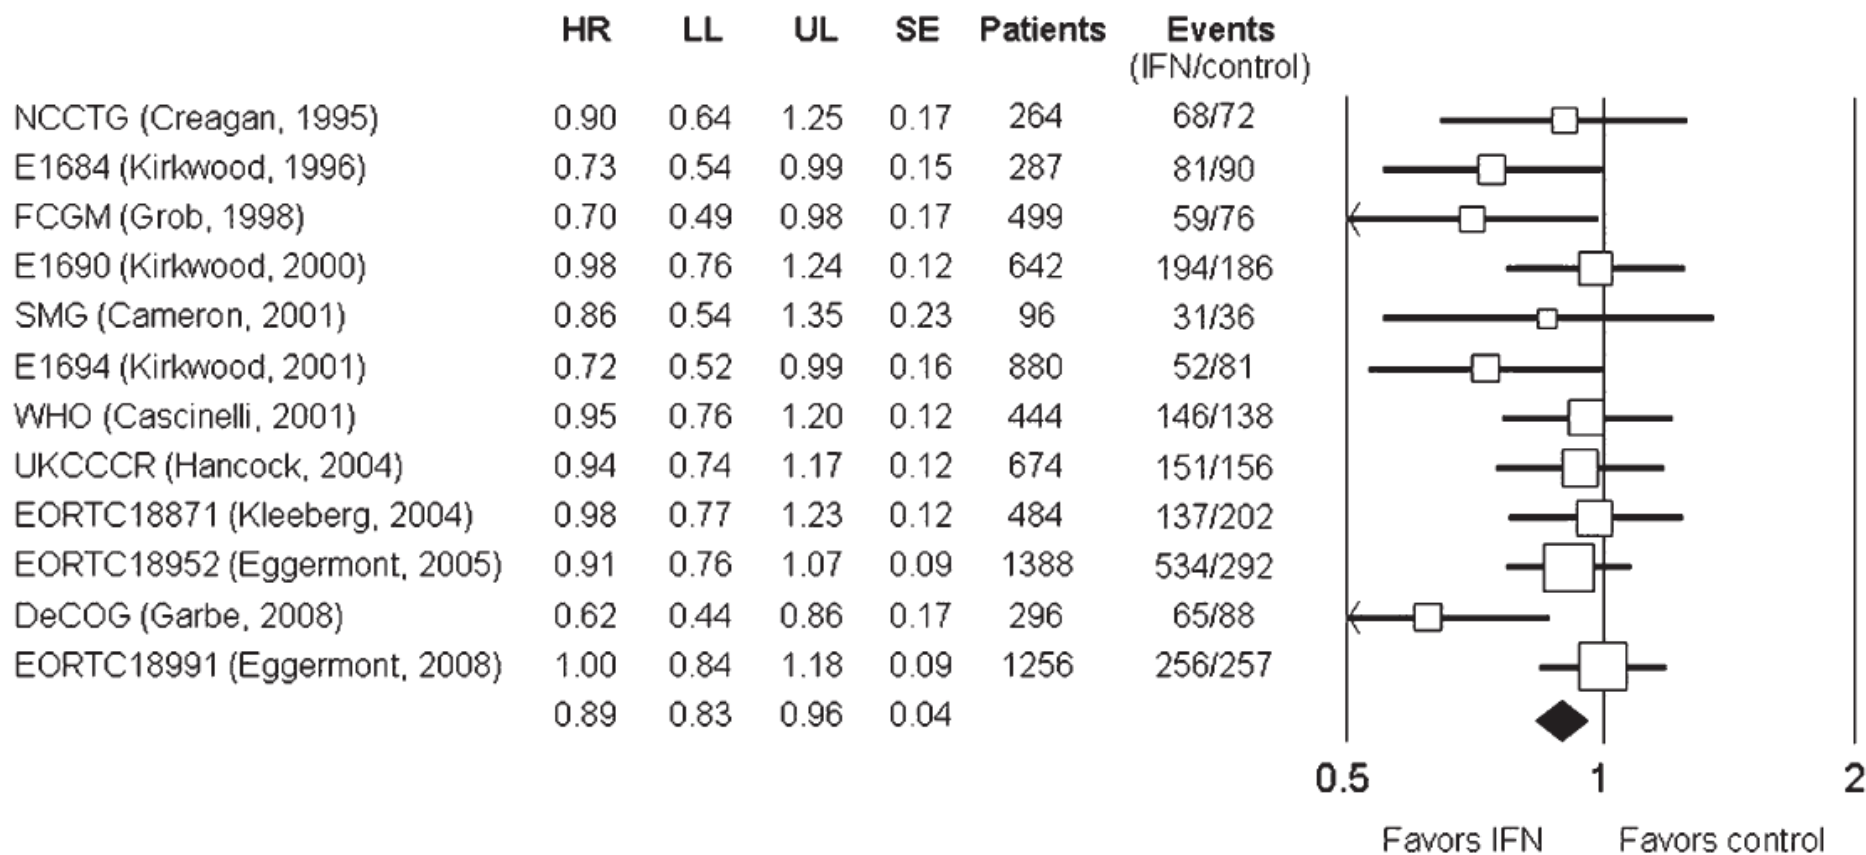 HR LL UL SE Patients Events
(IFN/control)
NCCTG (Creagan, 1995) 0.90 0.64 1.25 0.17 264 68/72
E1684 (Kirkwood, 1996) 0.73 0.54 0.99 0.15 287 81/90
FCGM (Grob, 1998) 0.70 0.49 0.98 0.17 499 59/76
E1690 (Kirkwood, 2000) 0.98 0.76 1.24 0.12 642 194/186
SMG (Cameron, 2001) 0.86 0.54 1.35 0.23 96 31/36
E1694 (Kirkwood, 2001) 0.72 0.52 0.99 0.16 880 52/81
WHO (Cascinelli, 2001) 0.95 0.76 1.20 0.12 444 146/138
UKCCCR (Hancock, 2004) 0.94 0.74 1.17 0.12 674 151/156
EORTC18871 (Kleeberg, 2004) 0.98 0.77 1.23 0.12 484 137/202
EORTC18952 (Eggermont, 2005) 0.91 0.76 1.07 0.09 1388 534/292
DeCOG (Garbe, 2008) 0.62 0.44 0.86 0.17 296 65/88
EORTC18991 (Eggermont, 2008) 1.00 0.84 1.18 0.09 1256 256/257
0.89 0.83 0.96 0.04
0.5 1 2
Favors IFN Favors control